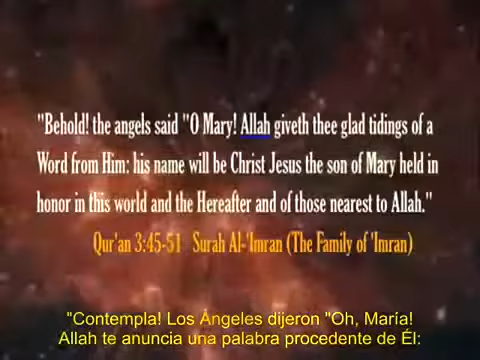 "Behold! the angels said "O Mary! Allah giveth thee glad tidings of a
Word from Him: his name will be Christ Jesus the son of Mary held in
honor in this world and the Hereafter and of those nearest to Allah."
Qur'an 3:45-51 Surah Al-'Imran (The Family of 'Imran)
"Contempla! Los Ángeles dijeron "Oh, María!
Allah te anuncia una palabra procedente de Él: